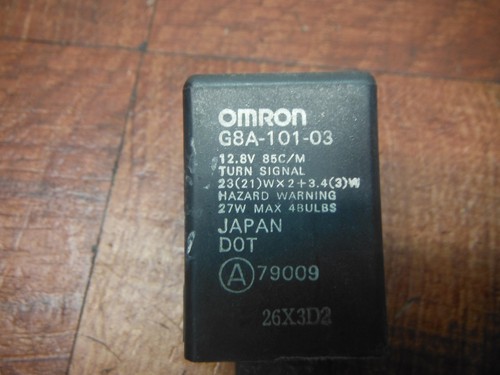 OMRON
G8A-101-03
12.8V 85C/M
TURN SIGNAL
23(21)W×2+3.4(3)W
HAZARD WARNING
27W MAX 4BULBS
JAPAN
DOT
A 79009
26X3D2